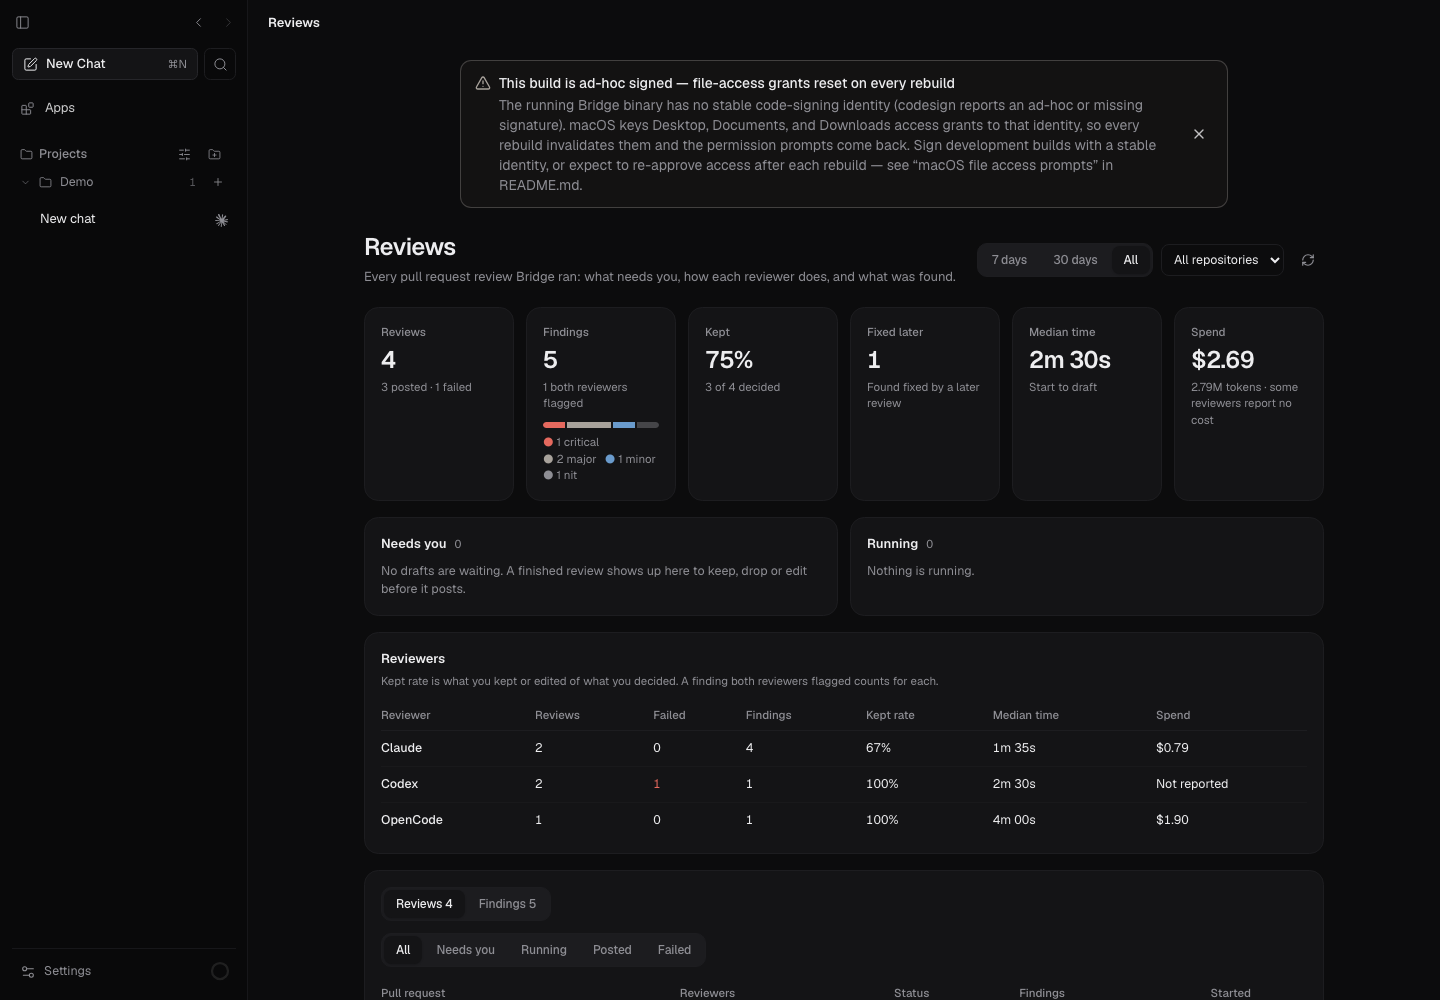 Reviews
New Chat ⌘N
Apps
Projects
Demo 1
New chat
Settings
This build is ad-hoc signed — file-access grants reset on every rebuild
The running Bridge binary has no stable code-signing identity (codesign reports an ad-hoc or missing
signature). macOS keys Desktop, Documents, and Downloads access grants to that identity, so every
rebuild invalidates them and the permission prompts come back. Sign development builds with a stable
identity, or expect to re-approve access after each rebuild — see “macOS file access prompts” in
README.md.
Reviews
Every pull request review Bridge ran: what needs you, how each reviewer does, and what was found.
7 days 30 days All All repositories
Reviews
4
3 posted · 1 failed
Findings
5
1 both reviewers
flagged
1 critical
2 major 1 minor
1 nit
Kept
75%
3 of 4 decided
Fixed later
1
Found fixed by a later
review
Median time
2m 30s
Start to draft
Spend
$2.69
2.79M tokens · some
reviewers report no
cost
Needs you 0
No drafts are waiting. A finished review shows up here to keep, drop or edit
before it posts.
Running 0
Nothing is running.
Reviewers
Kept rate is what you kept or edited of what you decided. A finding both reviewers flagged counts for each.
Reviewer Reviews Failed Findings Kept rate Median time Spend
Claude 2 0 4 67% 1m 35s $0.79
Codex 2 1 1 100% 2m 30s Not reported
OpenCode 1 0 1 100% 4m 00s $1.90
Reviews 4 Findings 5
All Needs you Running Posted Failed
Pull request Reviewers Status Findings Started